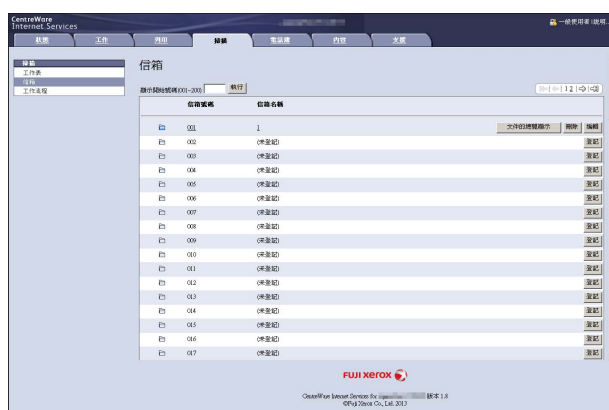 CentreWare
Internet Services
一般使用者
狀態 工作 列印 掃描 電話簿 內容 支援
掃描
工作表
信箱
工作流程
信箱
顯示開始號碼(001-200) 執行
1 2
信箱號碼 信箱名稱
001 1 文件的總覽顯示 刪除 編輯
002 (未登記) 登記
003 (未登記) 登記
004 (未登記) 登記
005 (未登記) 登記
006 (未登記) 登記
007 (未登記) 登記
008 (未登記) 登記
009 (未登記) 登記
010 (未登記) 登記
011 (未登記) 登記
012 (未登記) 登記
013 (未登記) 登記
014 (未登記) 登記
015 (未登記) 登記
016 (未登記) 登記
017 (未登記) 登記
FUJI XEROX
CentreWare Internet Services for 版本 1.8
©Fuji Xerox Co., Ltd. 2013